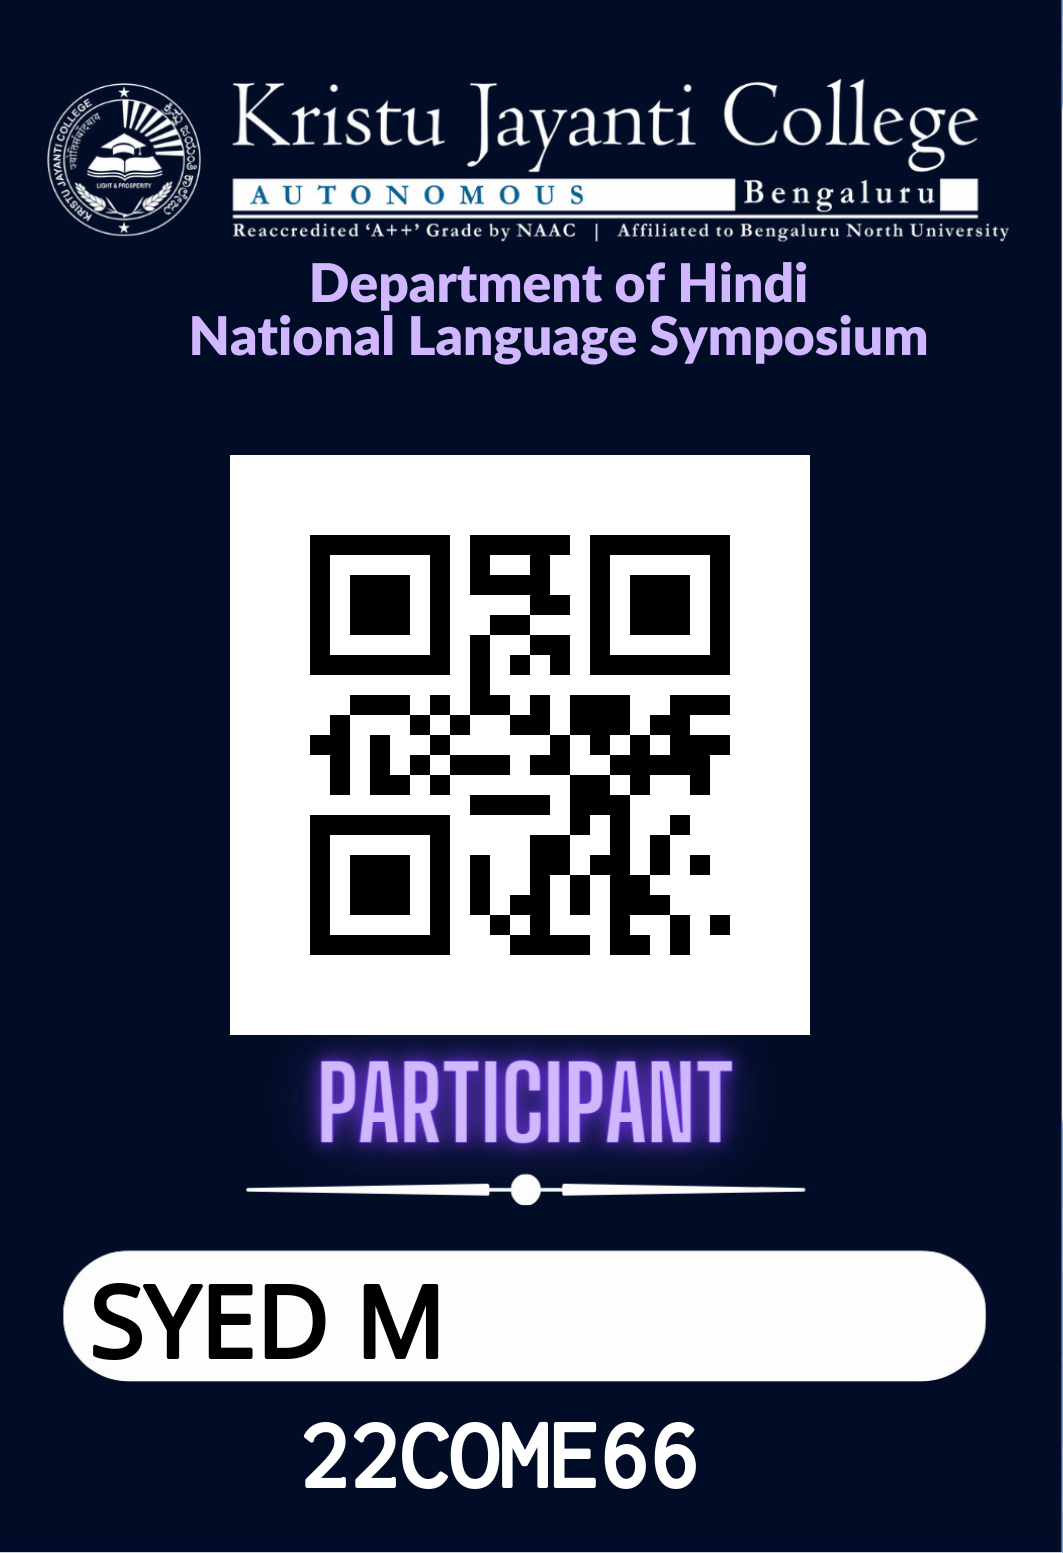 KRISTU JAYANTI COLLEGE
LIGHT & PROSPERITY
Kristu Jayanti College
AUTONOMOUS Bengaluru
Reaccredited ‘A++’ Grade by NAAC | Affiliated to Bengaluru North University
Department of Hindi
National Language Symposium
PARTICIPANT
SYED M
22COME66